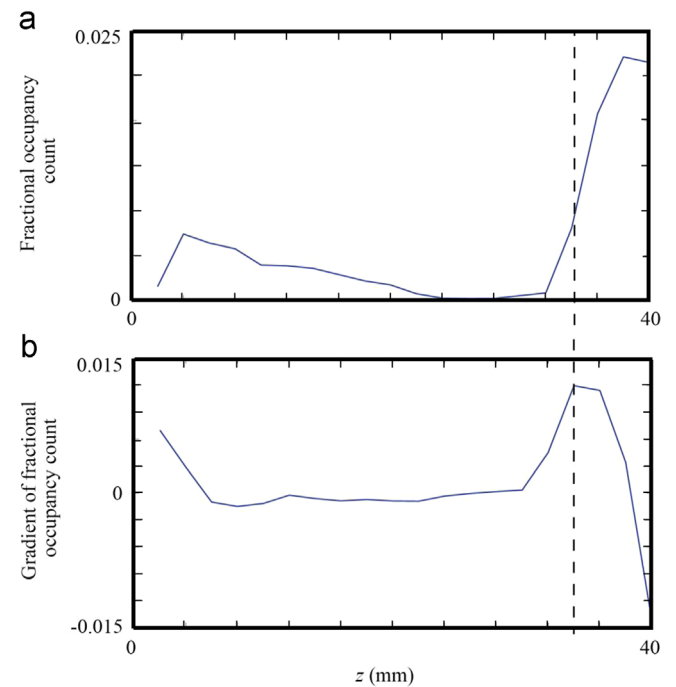 a
0.025
Fractional occupancy
count
0
0
40
b
0.015
Gradient of fractional
occupancy count
0
-0.015
0
40
z (mm)